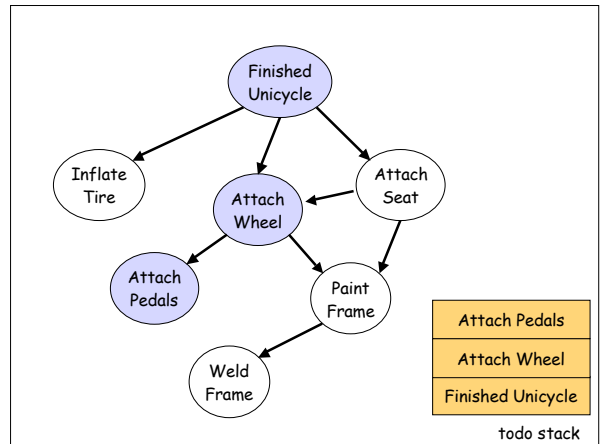 Finished
Unicycle
Inflate
Tire
Attach
Seat
Attach
Wheel
Attach
Pedals
Paint
Frame
Weld
Frame
Attach Pedals
Attach Wheel
Finished Unicycle
todo stack